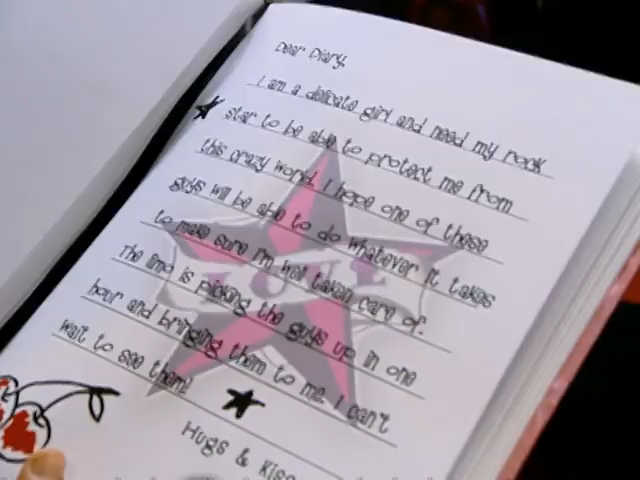 Dear Diary,
I am a delicate girl and need my rock
star to be able to protect me from
this crazy world. I hope one of these
guys will be able to do whatever it takes
to make sure I'm well taken care of.
The limo is picking the guys up in one
hour and bringing them to me. I can't
wait to see them!
Hugs & Kiss
LOVE